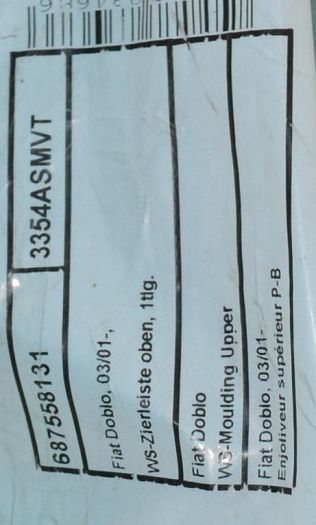 687558131 3354ASMVT
Fiat Doblo, 03/01-,
WS-Zierleiste oben, 1tlg.
Fiat Doblo
WS-Moulding Upper
Fiat Doblo, 03/01-
Enjoliveur supérieur P-B